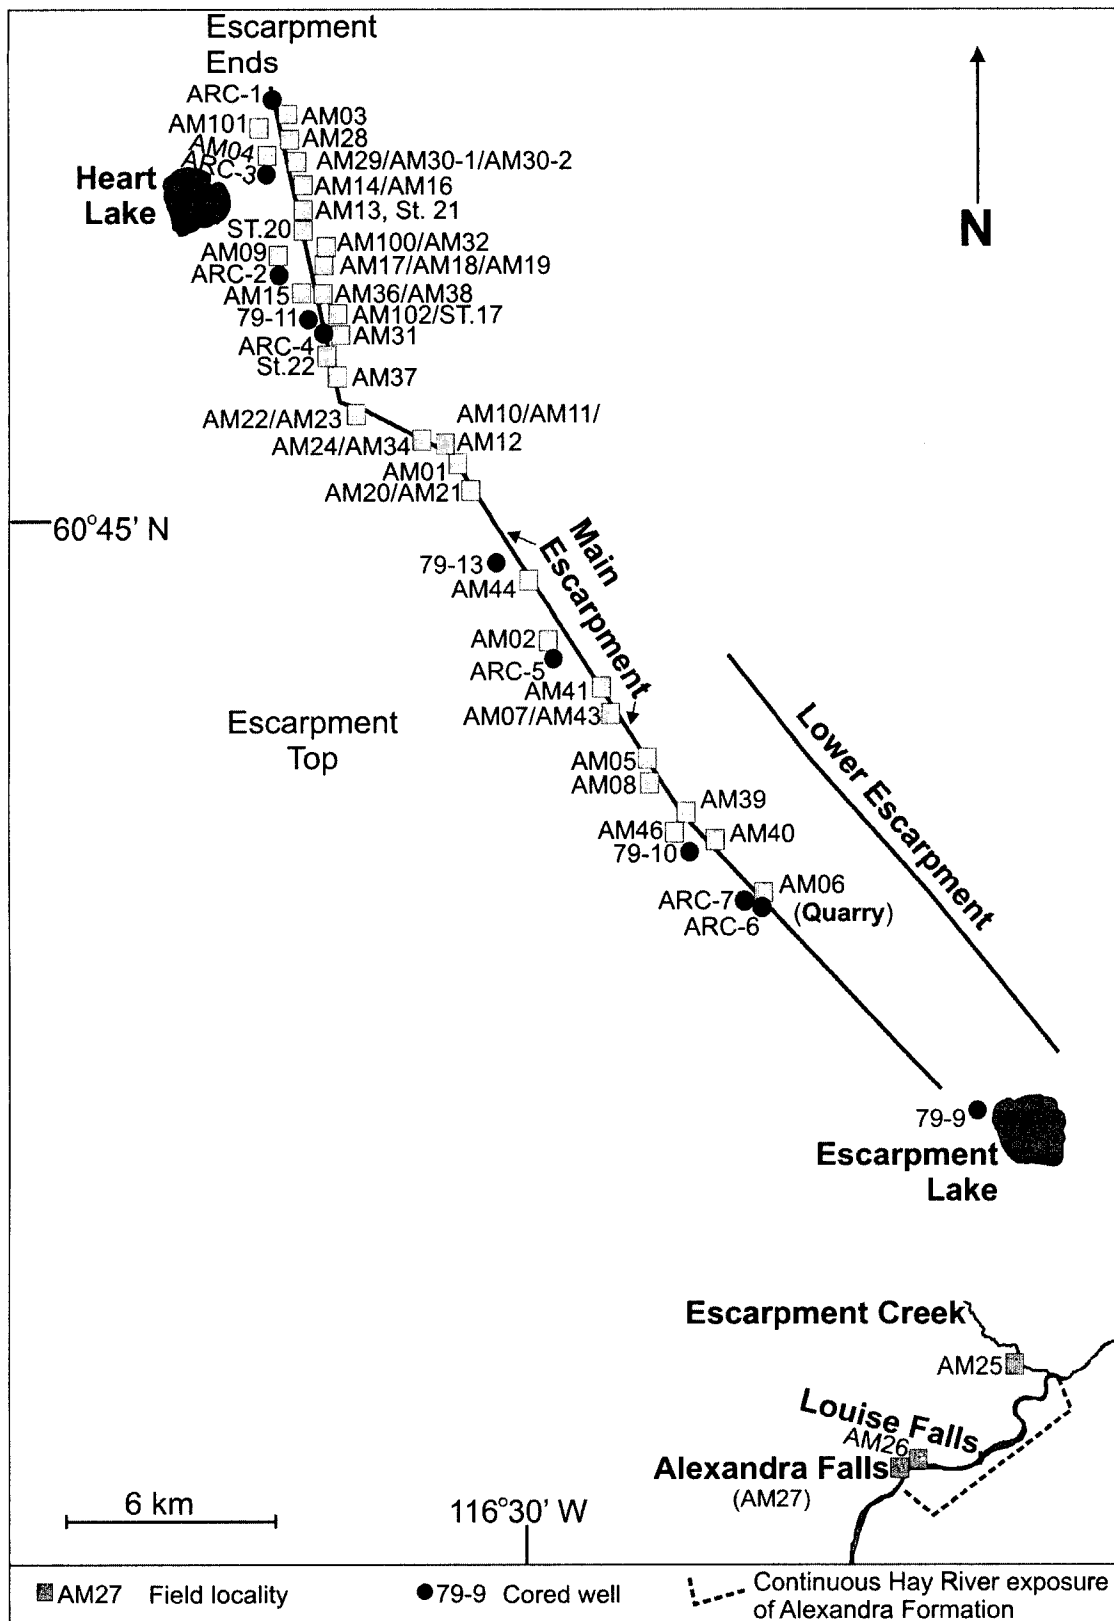 Escarpment
Ends
ARC-1
AM03
AM101
AM28
AM04
AM29/AM30-1/AM30-2
ARC-3
Heart
Lake
AM14/AM16
AM13, St. 21
ST.20
N
AM100/AM32
AM09
AM17/AM18/AM19
ARC-2
AM15
AM36/AM38
79-11
AM102/ST.17
AM31
ARC-4
St.22
AM37
AM22/AM23
AM10/AM11/
AM12
AM24/AM34
AM01
AM20/AM21
60°45' N
Main
Escarpment
79-13
AM44
AM02
ARC-5
AM41
AM07/AM43
Escarpment
Top
Lower Escarpment
AM05
AM08
AM39
AM46
AM40
79-10
AM06
(Quarry)
ARC-7
ARC-6
79-9
Escarpment
Lake
Escarpment Creek
AM25
Louise Falls
AM26
Alexandra Falls
(AM27)
6 km
116°30' W
AM27 Field locality
79-9 Cored well
Continuous Hay River exposure
of Alexandra Formation